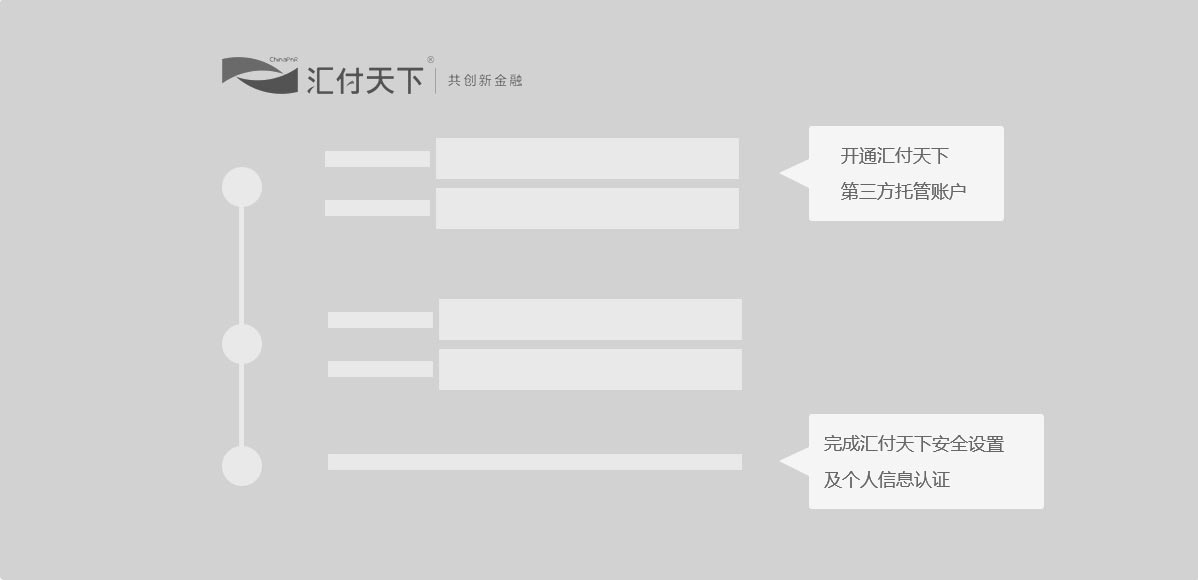 ChinaPnR
汇付天下® 共创新金融
开通汇付天下
第三方托管账户
完成汇付天下安全设置
及个人信息认证